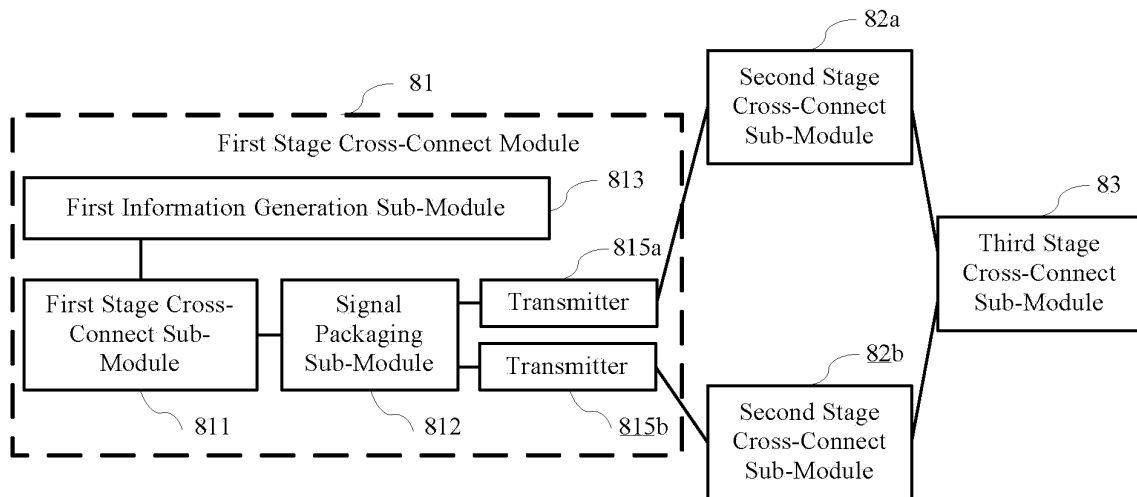 82a
Second Stage
Cross-Connect
Sub-Module
81
First Stage Cross-Connect Module
813
First Information Generation Sub-Module
83
Third Stage
Cross-Connect
Sub-Module
815a
Transmitter
First Stage Cross-
Connect Sub-
Module
Signal
Packaging
Sub-Module
Transmitter
82b
811
812
815b
Second Stage
Cross-Connect
Sub-Module